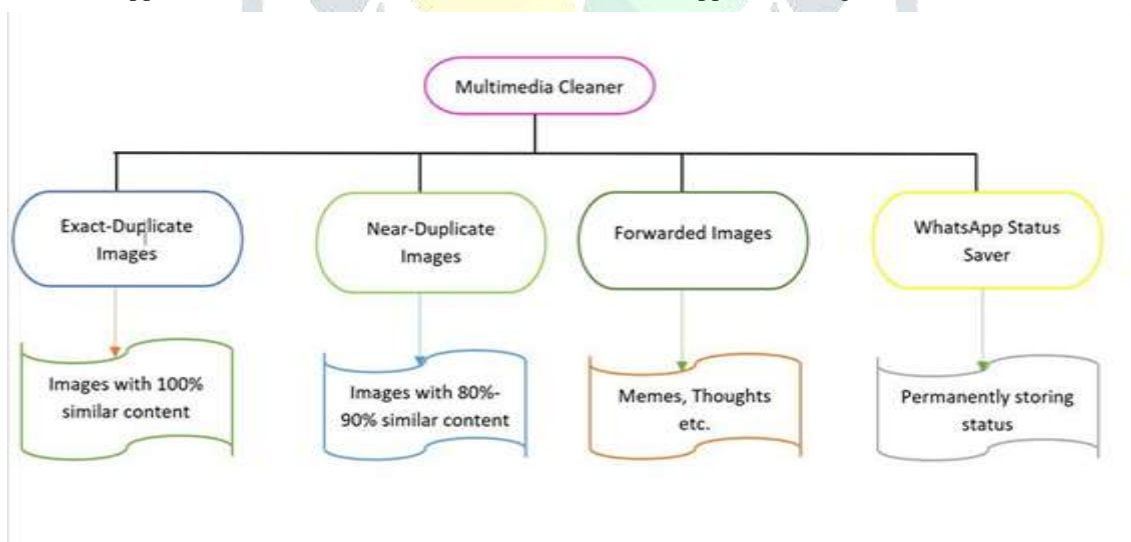 Multimedia Cleaner
Exact-Duplicate
Images
Near-Duplicate
Images
Forwarded Images
WhatsApp Status
Saver
Images with 100%
similar content
Images with 80%-
90% similar content
Memes, Thoughts
etc.
Permanently storing
status